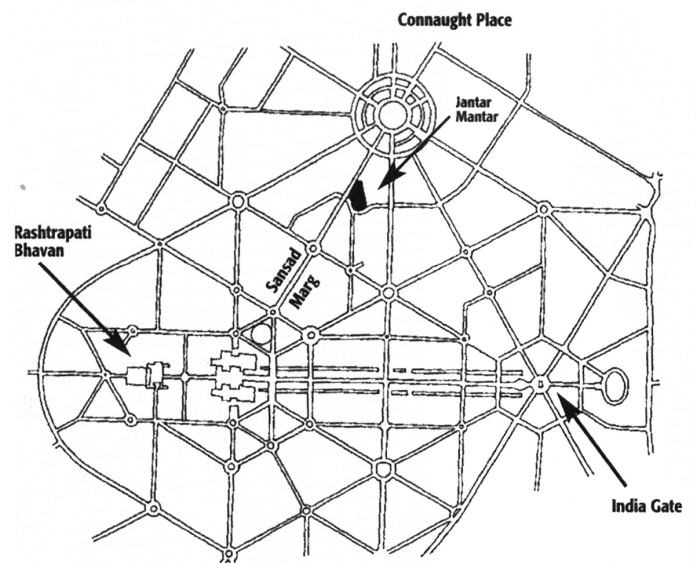 Connaught Place
Jantar
Mantar
Rashtrapati
Bhavan
Sansad
Marg
India Gate